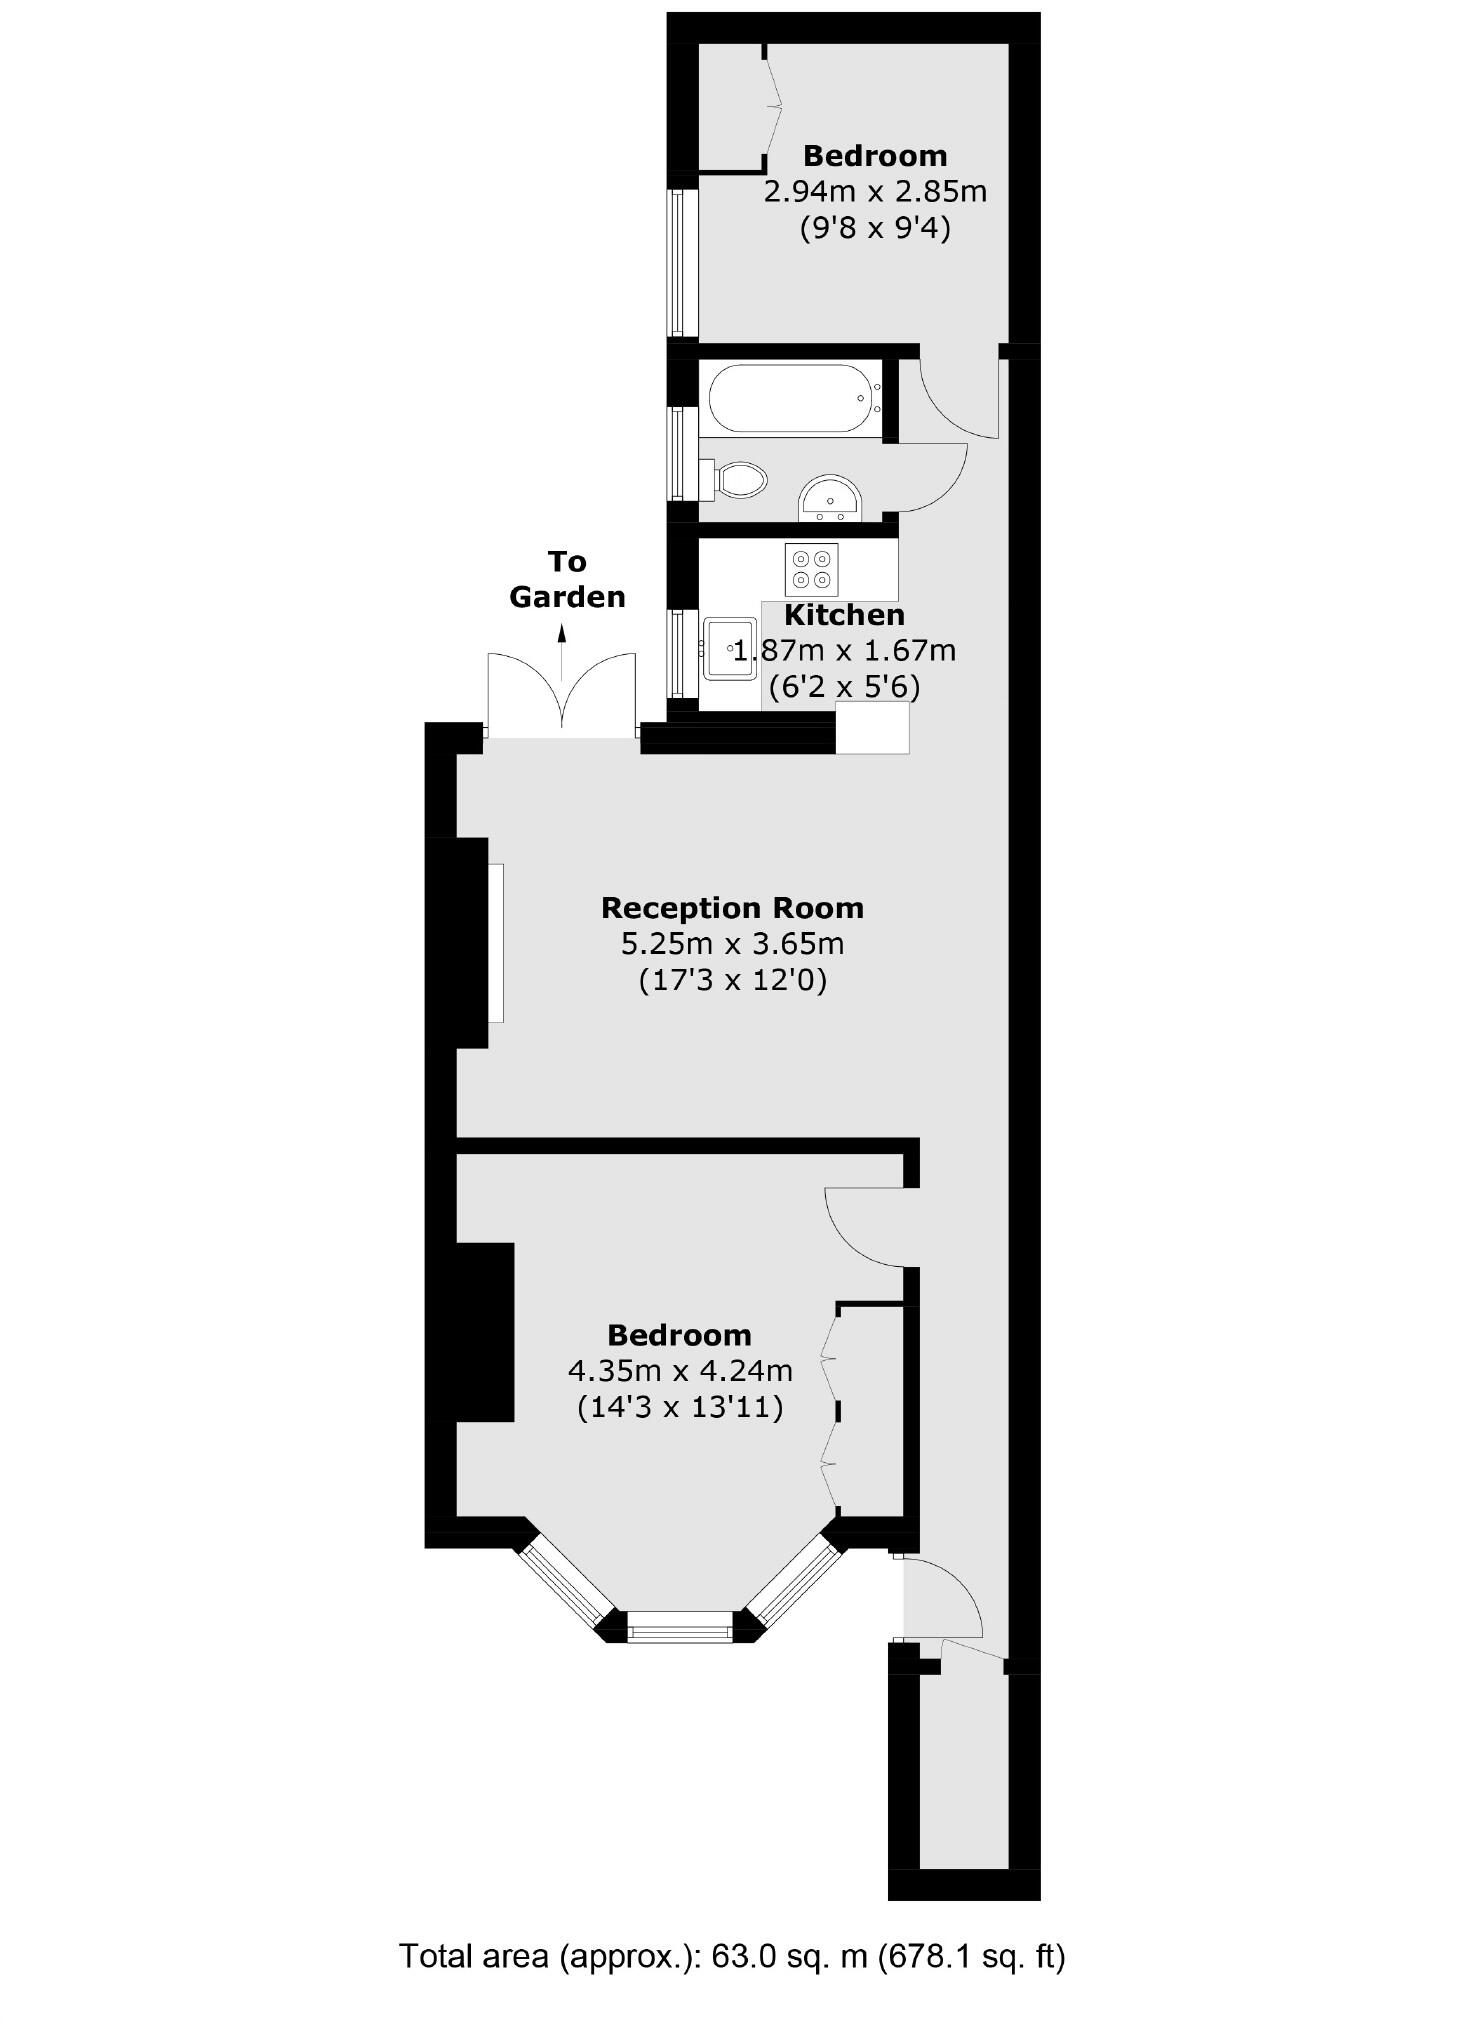 Bedroom
2.94m x 2.85m
(9'8 x 9'4)
To
Garden
Kitchen
1.87m x 1.67m
(6'2 x 5'6)
Reception Room
5.25m x 3.65m
(17'3 x 12'0)
Bedroom
4.35m x 4.24m
(14'3 x 13'11)
Total area (approx.): 63.0 sq. m (678.1 sq. ft)